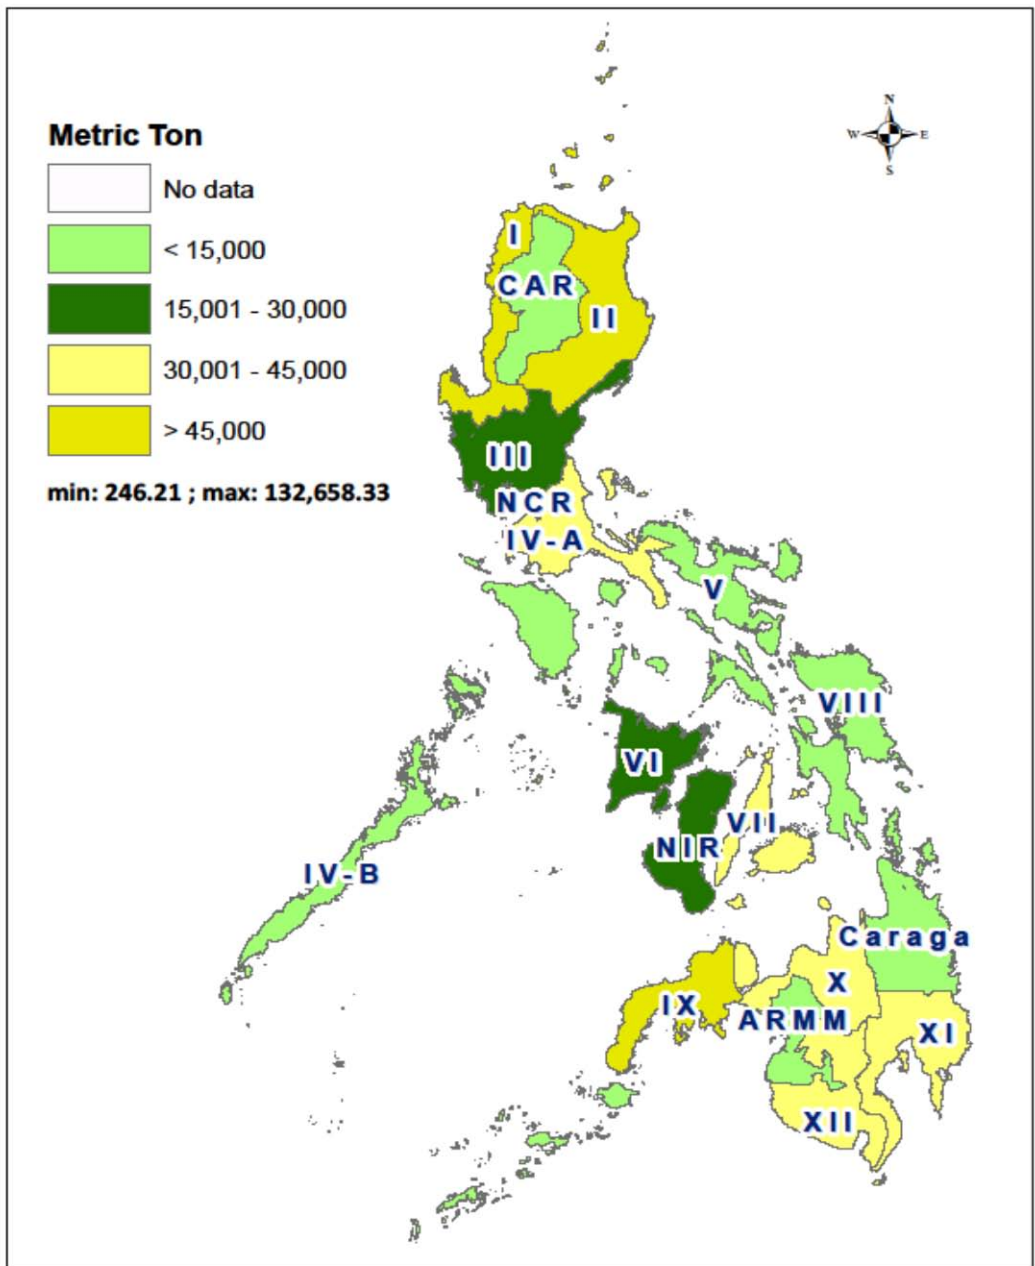 N
W E
S
Metric Ton
No data
< 15,000
15,001 - 30,000
30,001 - 45,000
> 45,000
min: 246.21 ; max: 132,658.33
I
CAR
II
III
NCR
IV-A
V
VIII
VI
VII
NIR
IV-B
Caraga
X
IX
ARMM
XI
XII